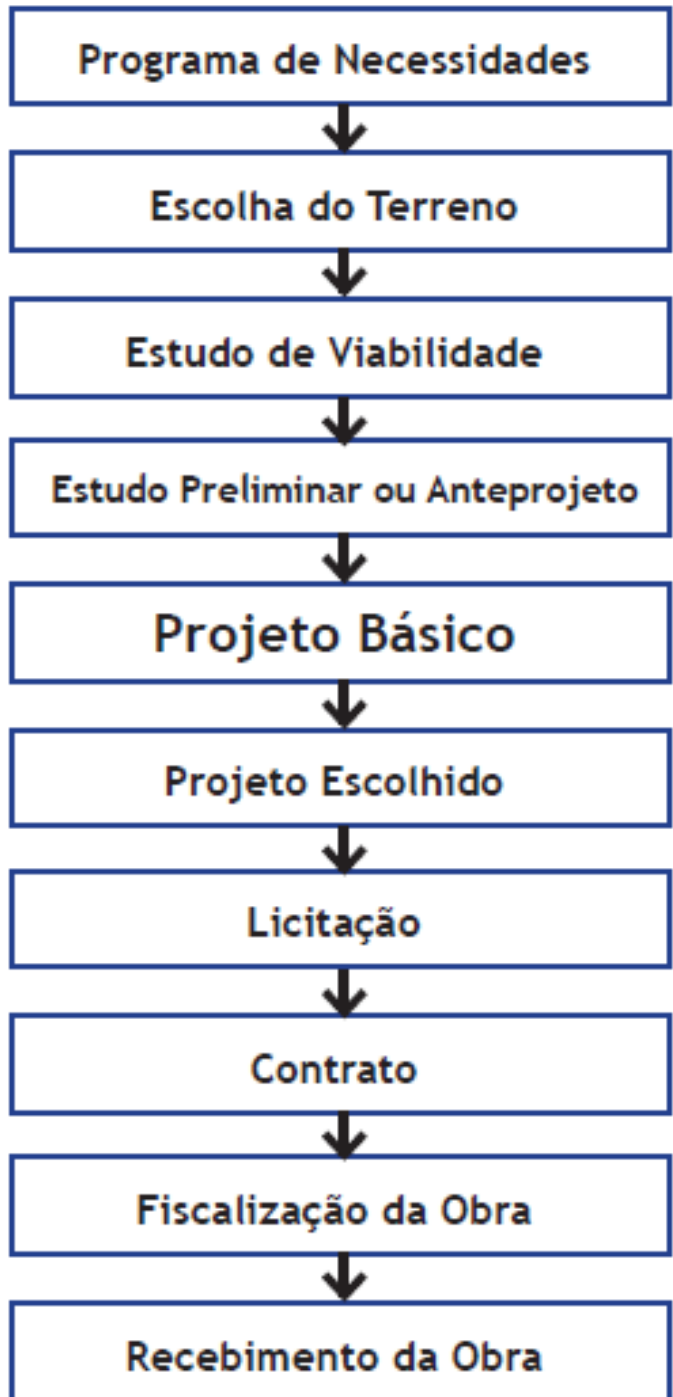 Programa de Necessidades
Escolha do Terreno
Estudo de Viabilidade
Estudo Preliminar ou Anteprojeto
Projeto Básico
Projeto Escolhido
Licitação
Contrato
Fiscalização da Obra
Recebimento da Obra